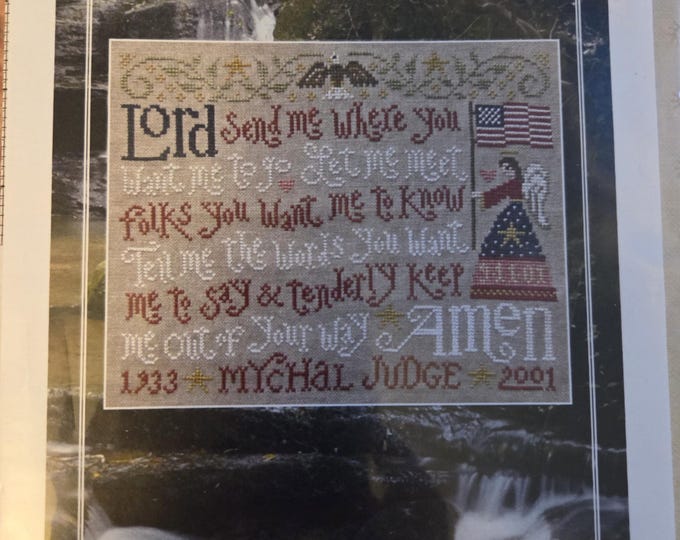 Lord Send me where you
want me to go Let me meet
folks you want me to know
Tell me the words you want
me to say & tenderly keep
me out of your way Amen
1933 MYCHAL JUDGE 2001